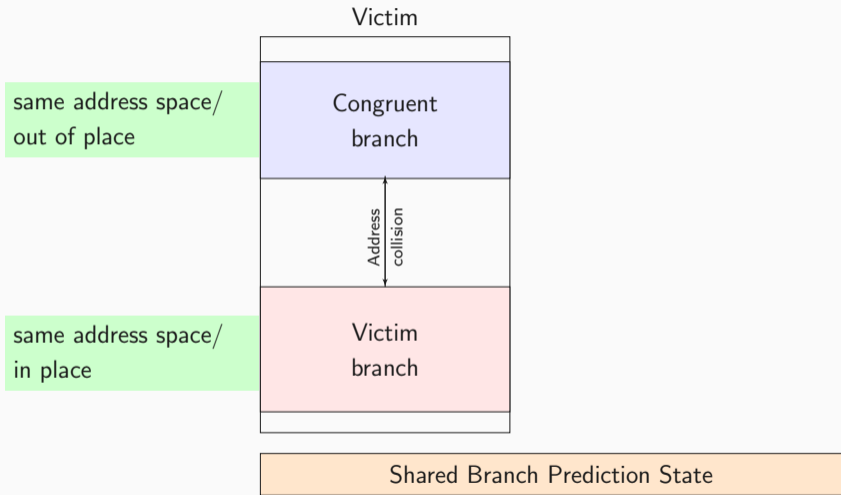 Victim
same address space/
out of place
Congruent
branch
Address
collision
same address space/
in place
Victim
branch
Shared Branch Prediction State